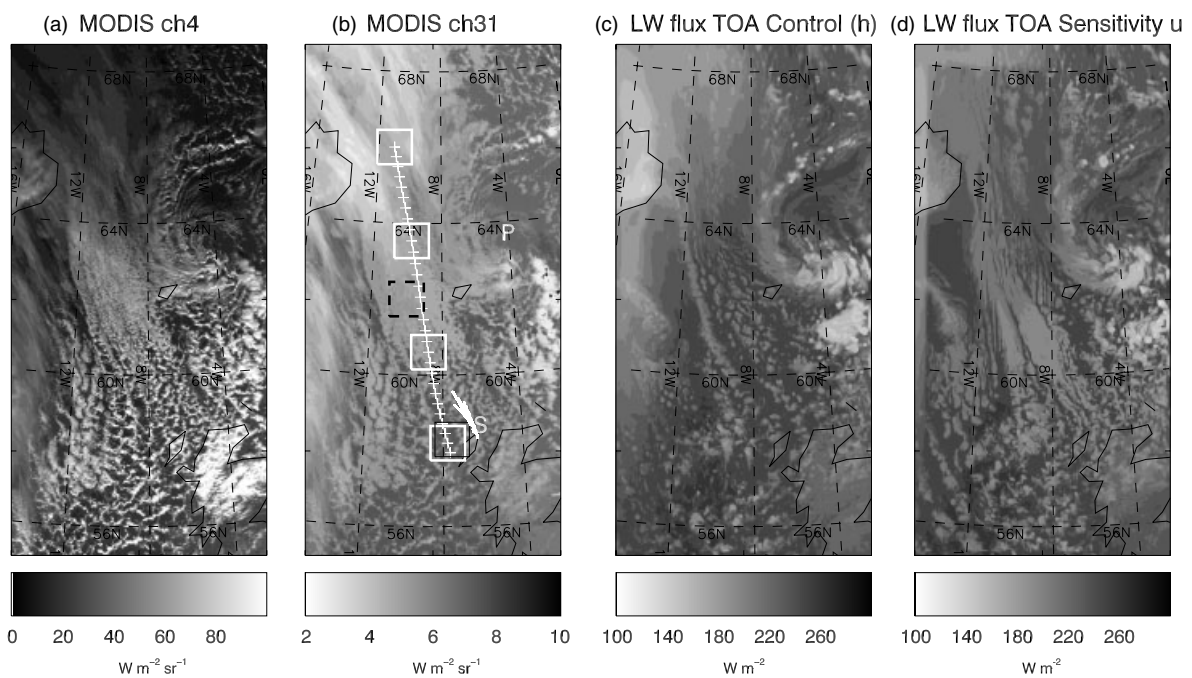 (a) MODIS ch4
(b) MODIS ch31
(c) LW flux TOA Control (h)
(d) LW flux TOA Sensitivity u
68N 68N
12W 8W 4W
64N 64N
12W 8W 4W
60N 60N
56N 56N
68N 68N
12W 8W 4W
64N 64N P
12W 8W 4W
60N 60N
S
56N 56N
68N 68N
12W 8W 4W
64N 64N
12W 8W 4W
60N 60N
56N 56N
68N 68N
12W 8W 4W
64N 64N
12W 8W 4W
60N 60N
56N 56N
0 20 40 60 80
W m⁻² sr⁻¹
2 4 6 8 10
W m⁻² sr⁻¹
100 140 180 220 260
W m⁻²
100 140 180 220 260
W m⁻²